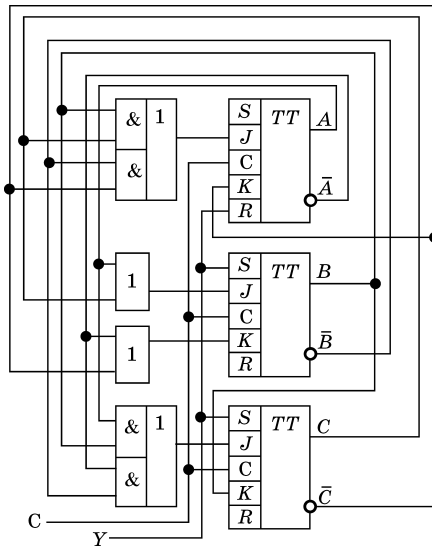 S TT A
& 1 J
C
& K Ā
R
S TT B
1 J
C
1 K B̄
R
S TT C
& 1 J
C
& K C̄
R
C
Y